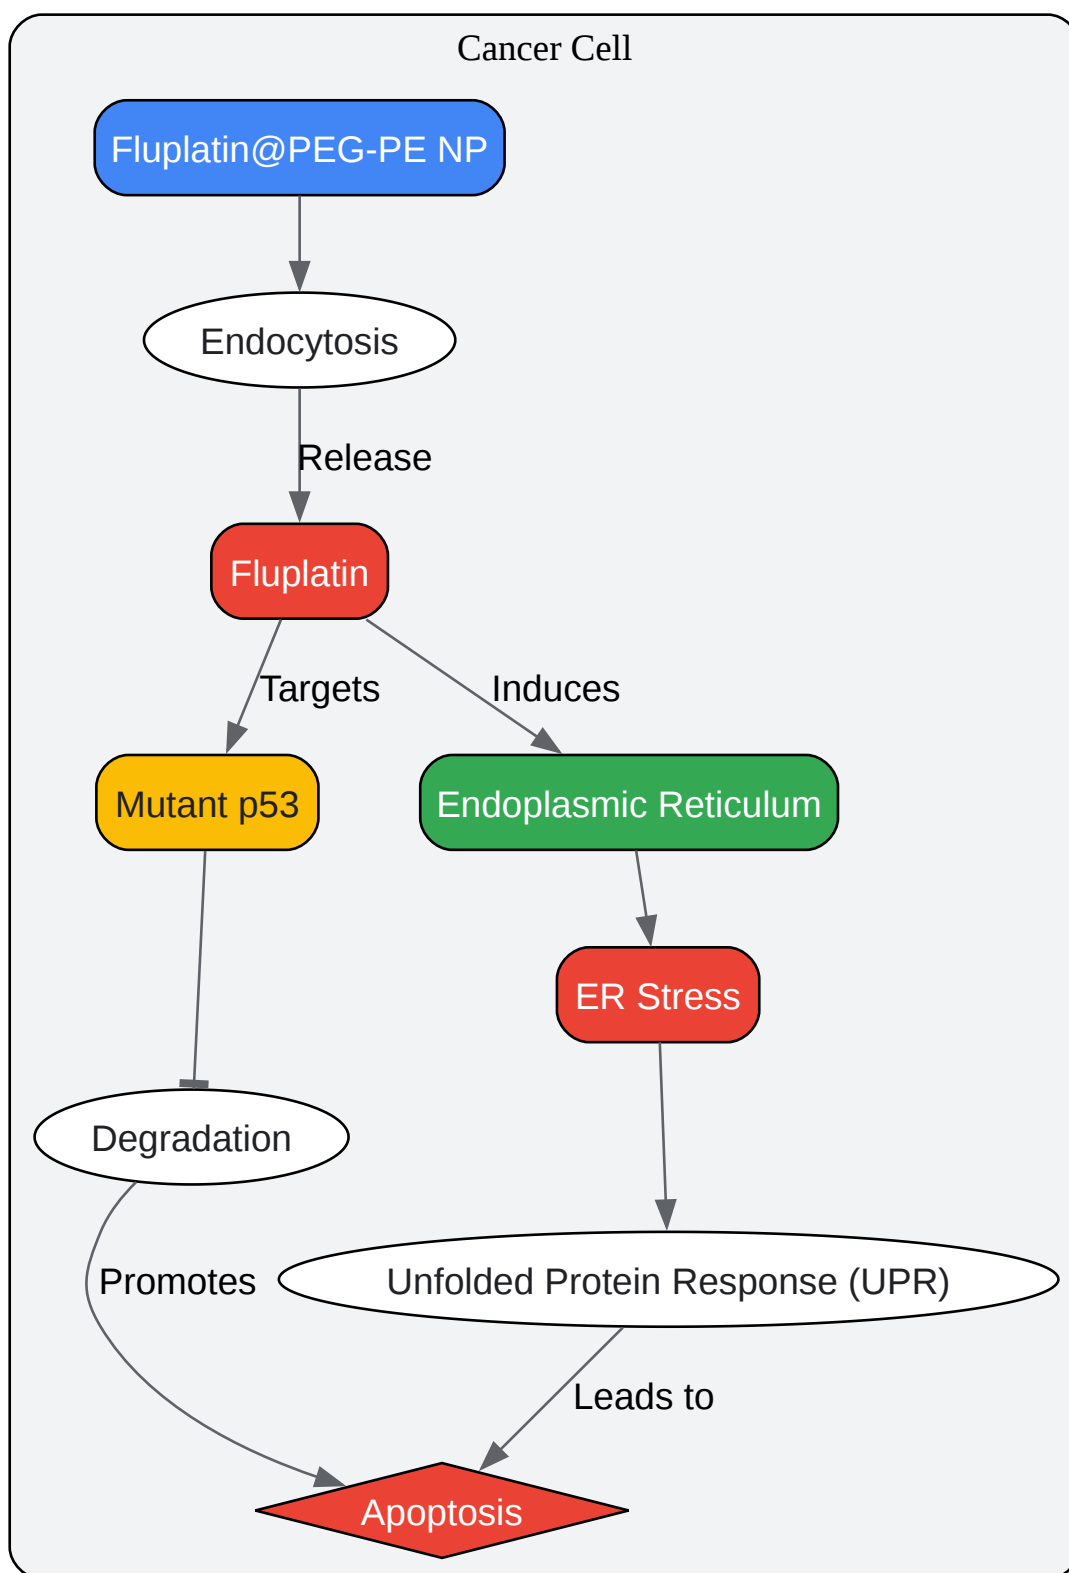 Cancer Cell
Fluplatin@PEG-PE NP
Endocytosis
Release
Fluplatin
Targets
Induces
Mutant p53
Endoplasmic Reticulum
ER Stress
Degradation
Promotes
Unfolded Protein Response (UPR)
Leads to
Apoptosis